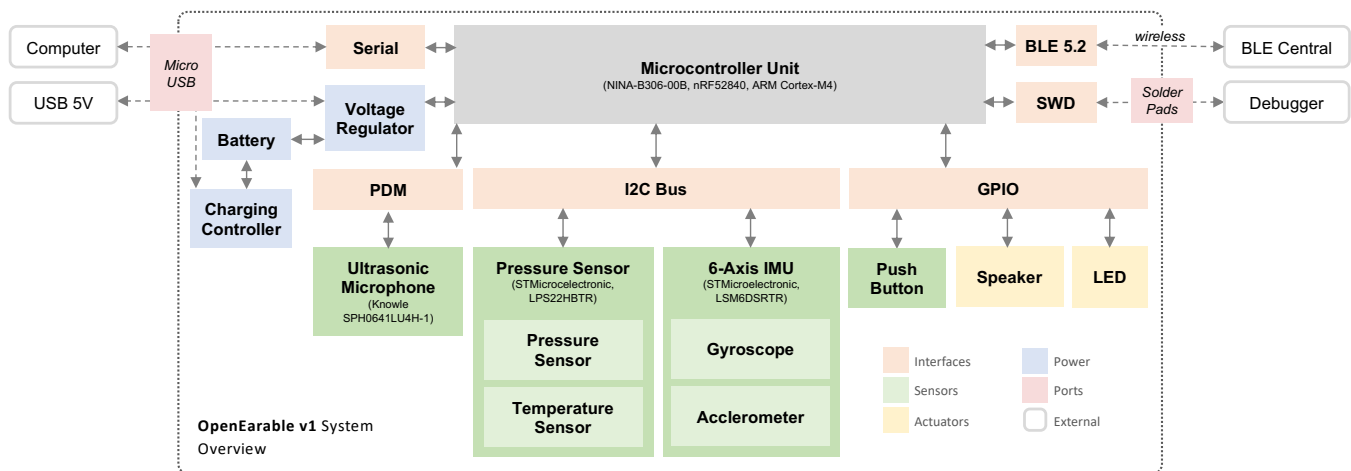 Computer
Micro
USB
Serial
Microcontroller Unit
(NINA-B306-00B, nRF52840, ARM Cortex-M4)
BLE 5.2
wireless
BLE Central
USB 5V
Voltage
Regulator
SWD
Solder
Pads
Debugger
Battery
Charging
Controller
PDM
I2C Bus
GPIO
Ultrasonic
Microphone
(Knowle
SPH0641LU4H-1)
Pressure Sensor
(STMicrocelectronic,
LPS22HBTR)
Pressure
Sensor
Temperature
Sensor
6-Axis IMU
(STMicroelectronic,
LSM6DSRTR)
Gyroscope
Acclerometer
Push
Button
Speaker
LED
Interfaces
Power
Sensors
Ports
Actuators
External
OpenEarable v1 System
Overview